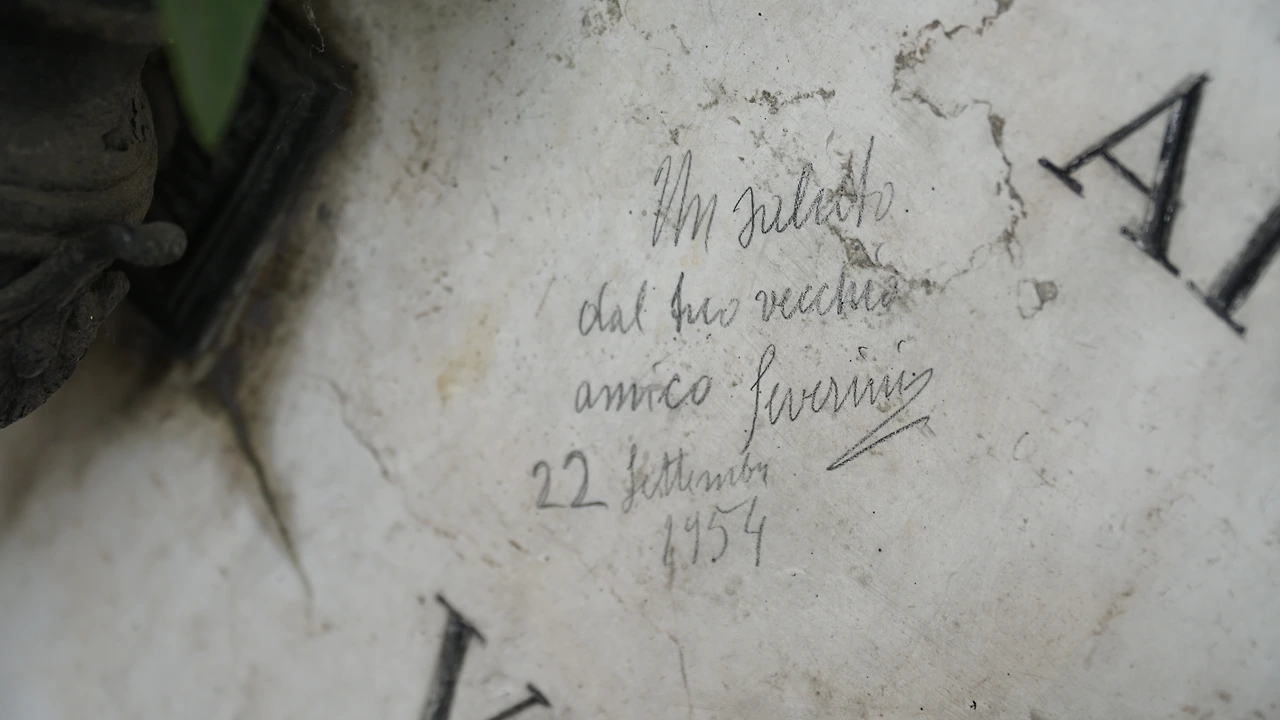 Un saluto
dal tuo vecchio
amico Severini
22 Settembre
1954
A